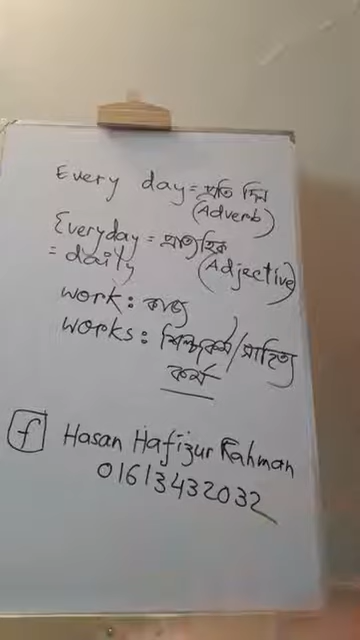 Every day = প্রতি দিন
(Adverb)
Everyday = প্রাত্যহিক
= daily (Adjective)
work: কাজ
works: শিল্পকর্ম/সাহিত্য
কর্ম
f Hasan Hafizur Rahman
01613432032